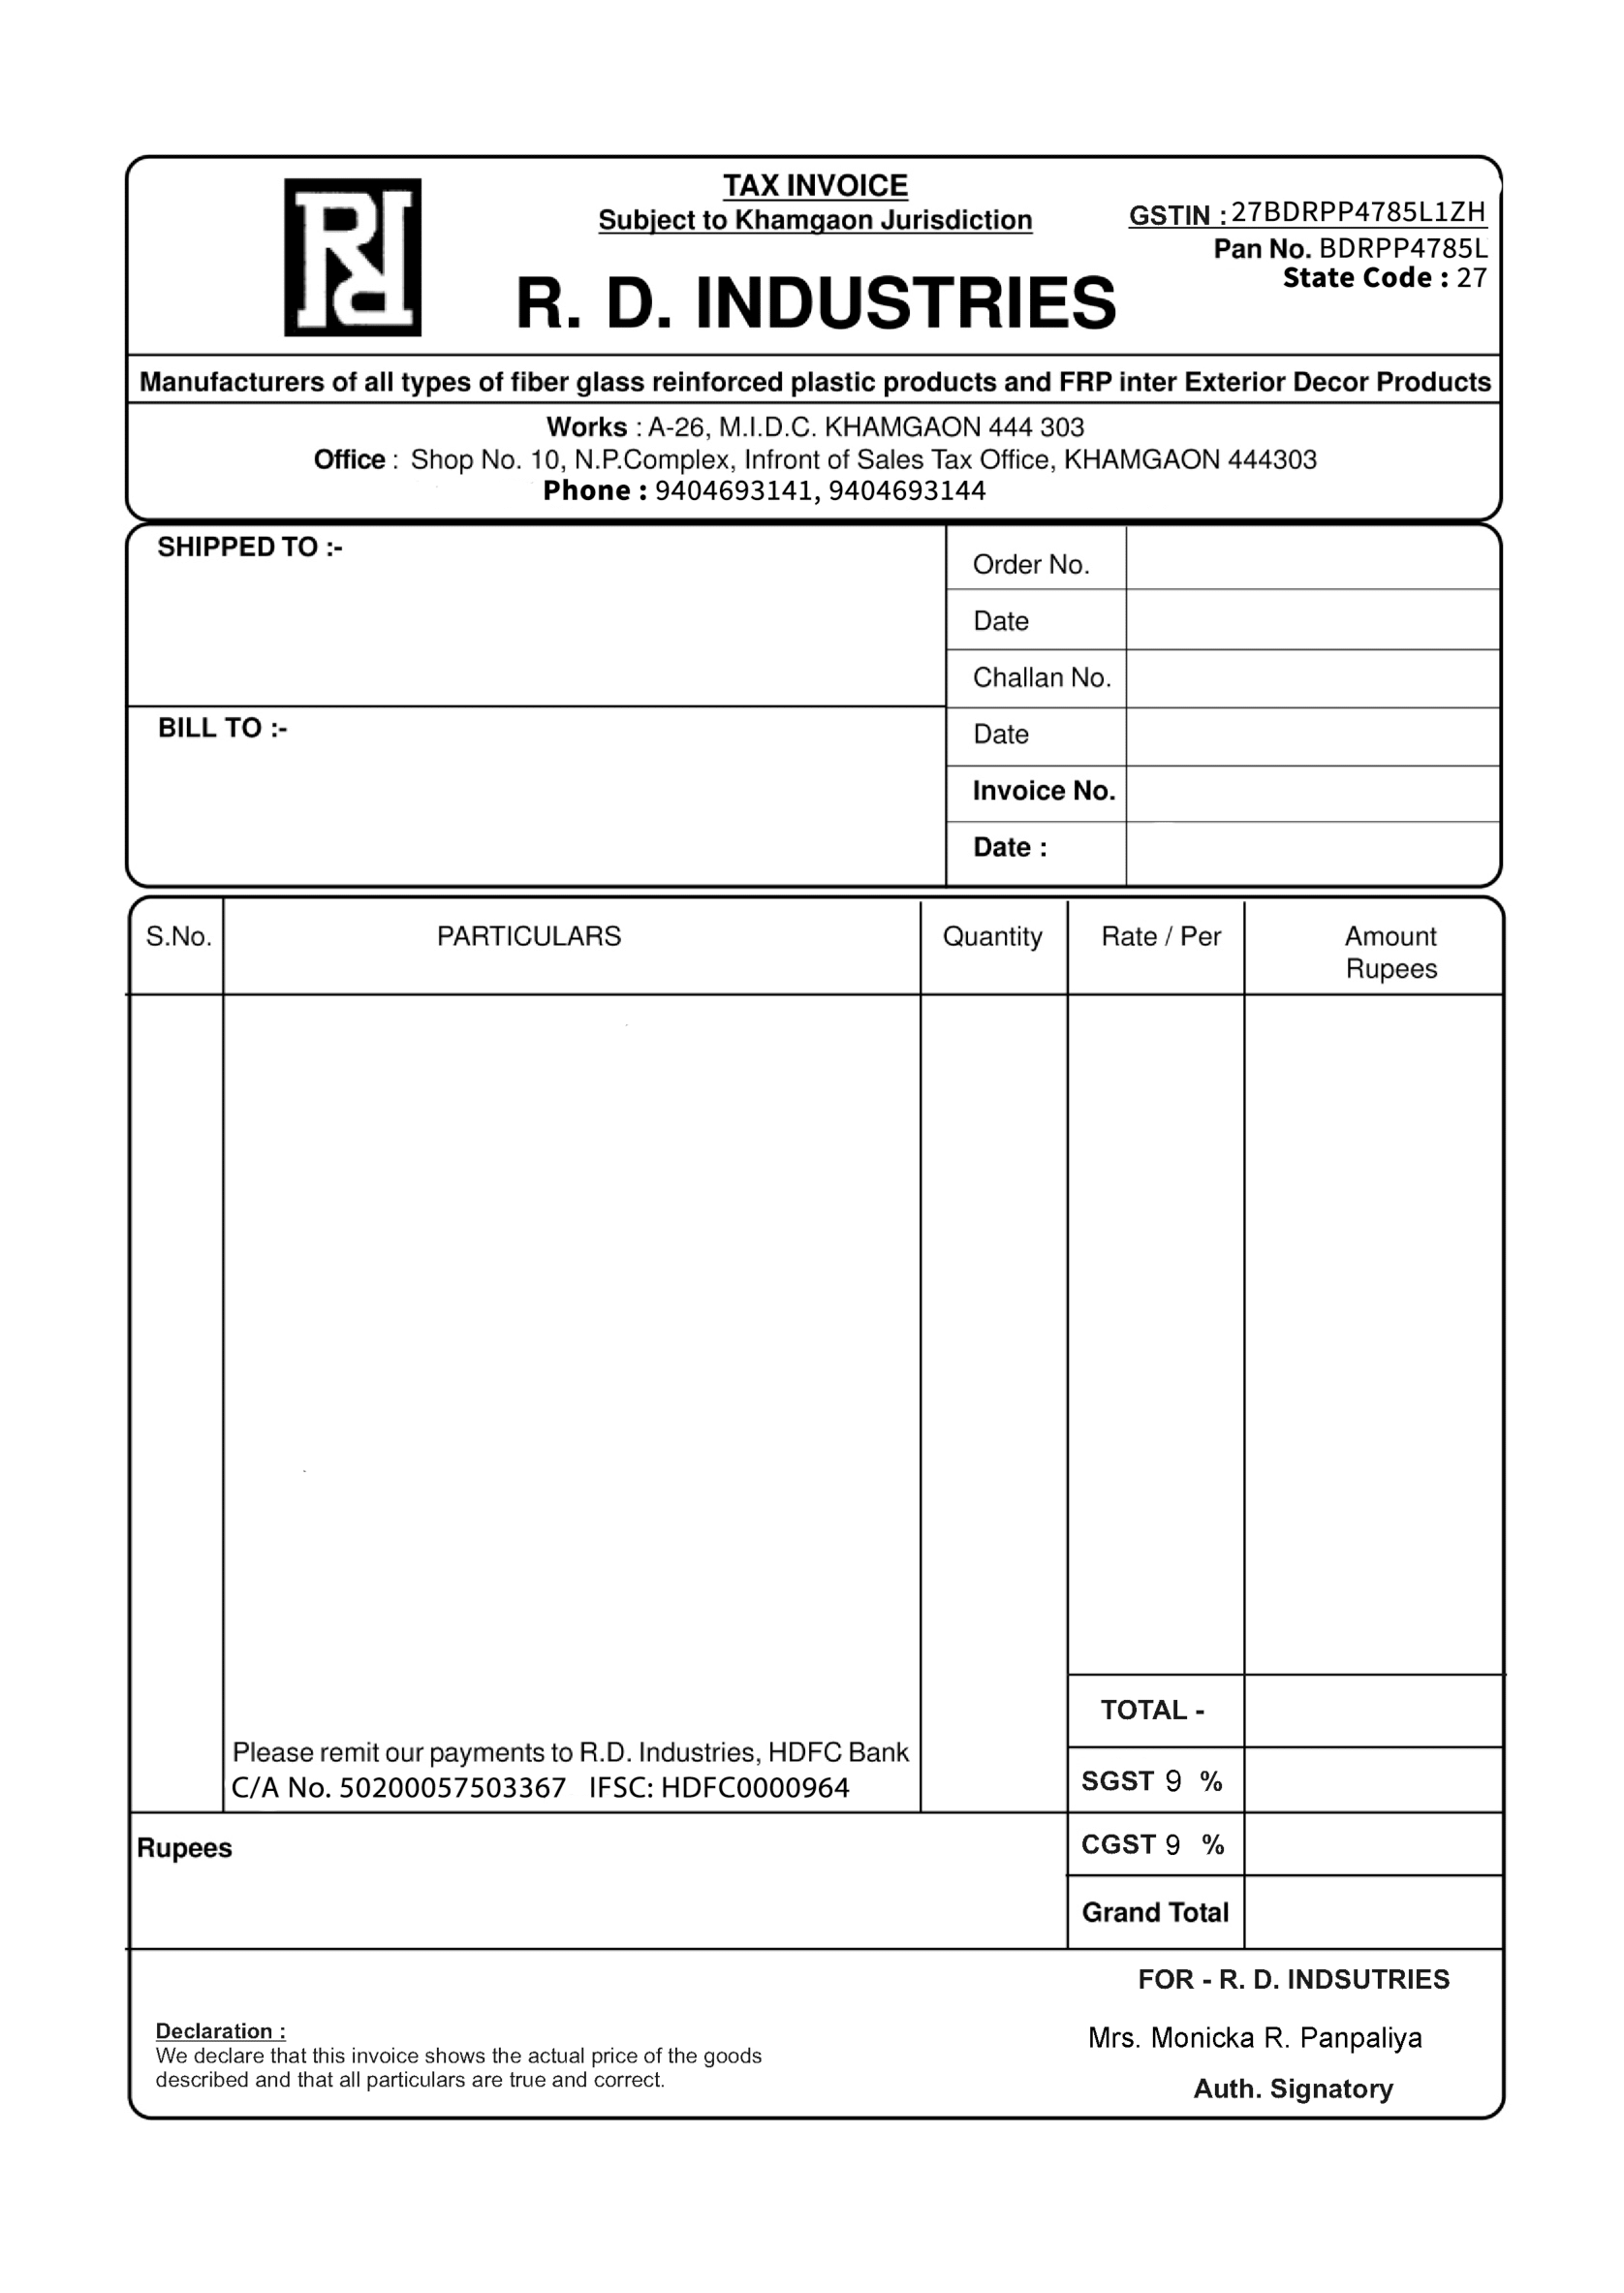 TAX INVOICE
Subject to Khamgaon Jurisdiction
GSTIN : 27BDRPP4785L1ZH
Pan No. BDRPP4785L
State Code : 27
R. D. INDUSTRIES
Manufacturers of all types of fiber glass reinforced plastic products and FRP inter Exterior Decor Products
Works : A-26, M.I.D.C. KHAMGAON 444 303
Office : Shop No. 10, N.P.Complex, Infront of Sales Tax Office, KHAMGAON 444303
Phone : 9404693141, 9404693144
SHIPPED TO :-
BILL TO :-
Order No.
Date
Challan No.
Date
Invoice No.
Date :
S.No. PARTICULARS Quantity Rate / Per Amount
Rupees
Please remit our payments to R.D. Industries, HDFC Bank
C/A No. 50200057503367 IFSC: HDFC0000964
TOTAL -
SGST 9 %
CGST 9 %
Grand Total
Rupees
FOR - R. D. INDSUTRIES
Mrs. Monicka R. Panpaliya
Auth. Signatory
Declaration :
We declare that this invoice shows the actual price of the goods
described and that all particulars are true and correct.